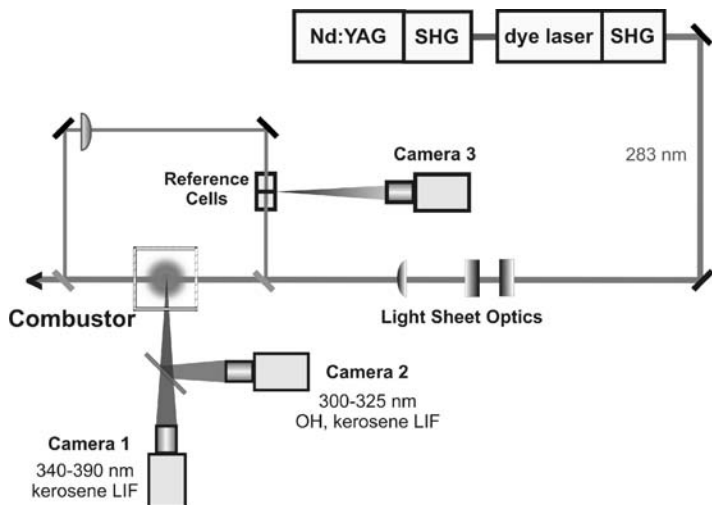 Nd:YAG SHG dye laser SHG
283 nm
Camera 3
Reference
Cells
Light Sheet Optics
Combustor
Camera 2
300-325 nm
OH, kerosene LIF
Camera 1
340-390 nm
kerosene LIF